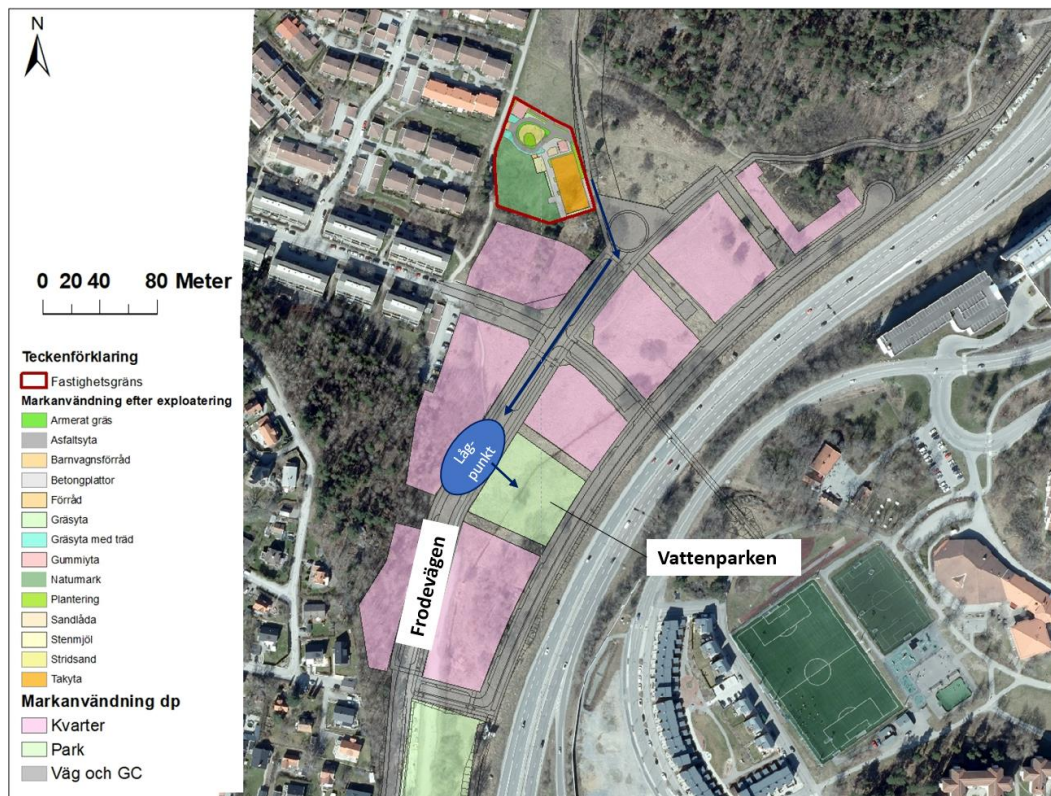 N
0 20 40 80 Meter
Teckenförklaring
Fastighetsgräns
Markanvändning efter exploatering
Armerat gräs
Asfaltsyta
Barnvagnsförråd
Betongplattor
Förråd
Gräsyta
Gräsyta med träd
Gummiyta
Naturmark
Plantering
Sandlåda
Stenmjöl
Stridsand
Takyta
Markanvändning dp
Kvarter
Park
Väg och GC
Låg-
punkt
Frodevägen
Vattenparken